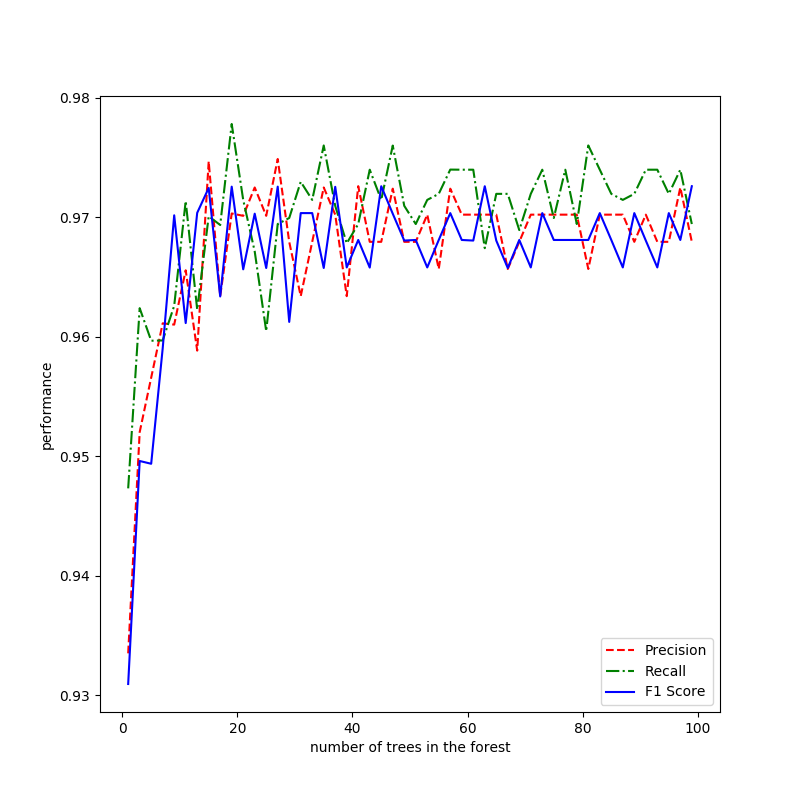 0.98
0.97
0.96
0.95
0.94
0.93
performance
0
20
40
60
80
100
number of trees in the forest
Precision
Recall
F1 Score